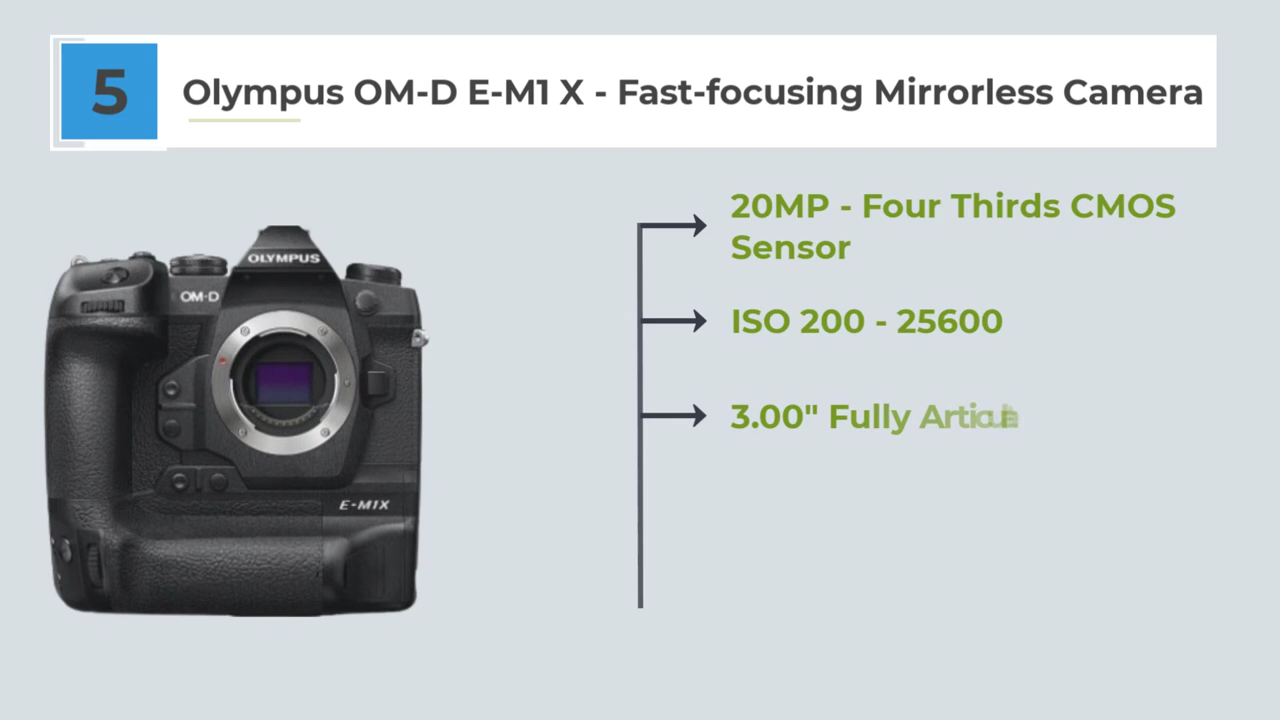 5
Olympus OM-D E-M1 X - Fast-focusing Mirrorless Camera
20MP - Four Thirds CMOS
Sensor
ISO 200 - 25600
3.00" Fully
OLYMPUS
OM-D
E-M1X